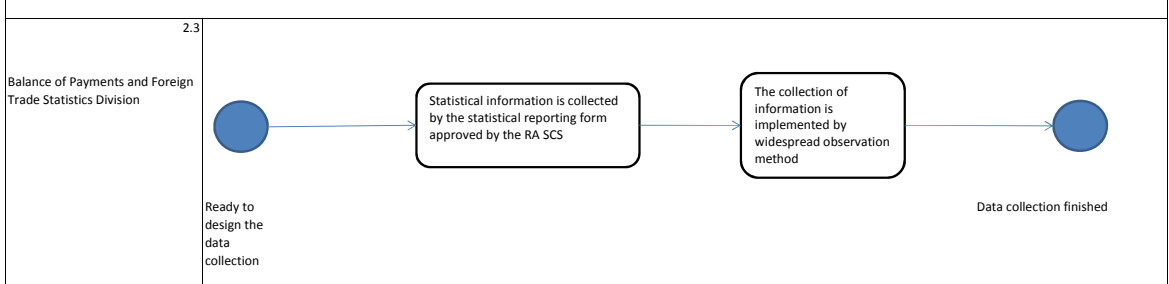 2.3
Balance of Payments and Foreign
Trade Statistics Division
Statistical information is collected
by the statistical reporting form
approved by the RA SCS
The collection of
information is
implemented by
widespread observation
method
Ready to
design the
data
collection
Data collection finished